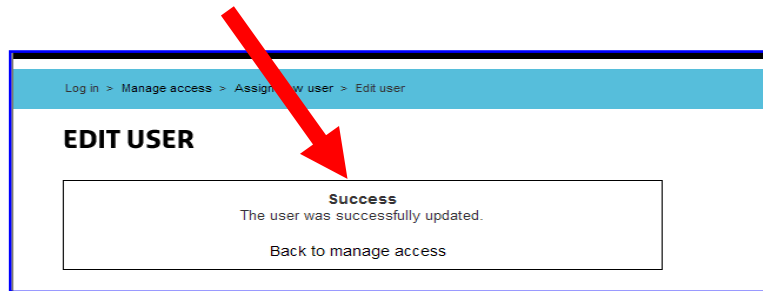 Log in > Manage access > Assign user > Edit user
EDIT USER
Success
The user was successfully updated.
Back to manage access